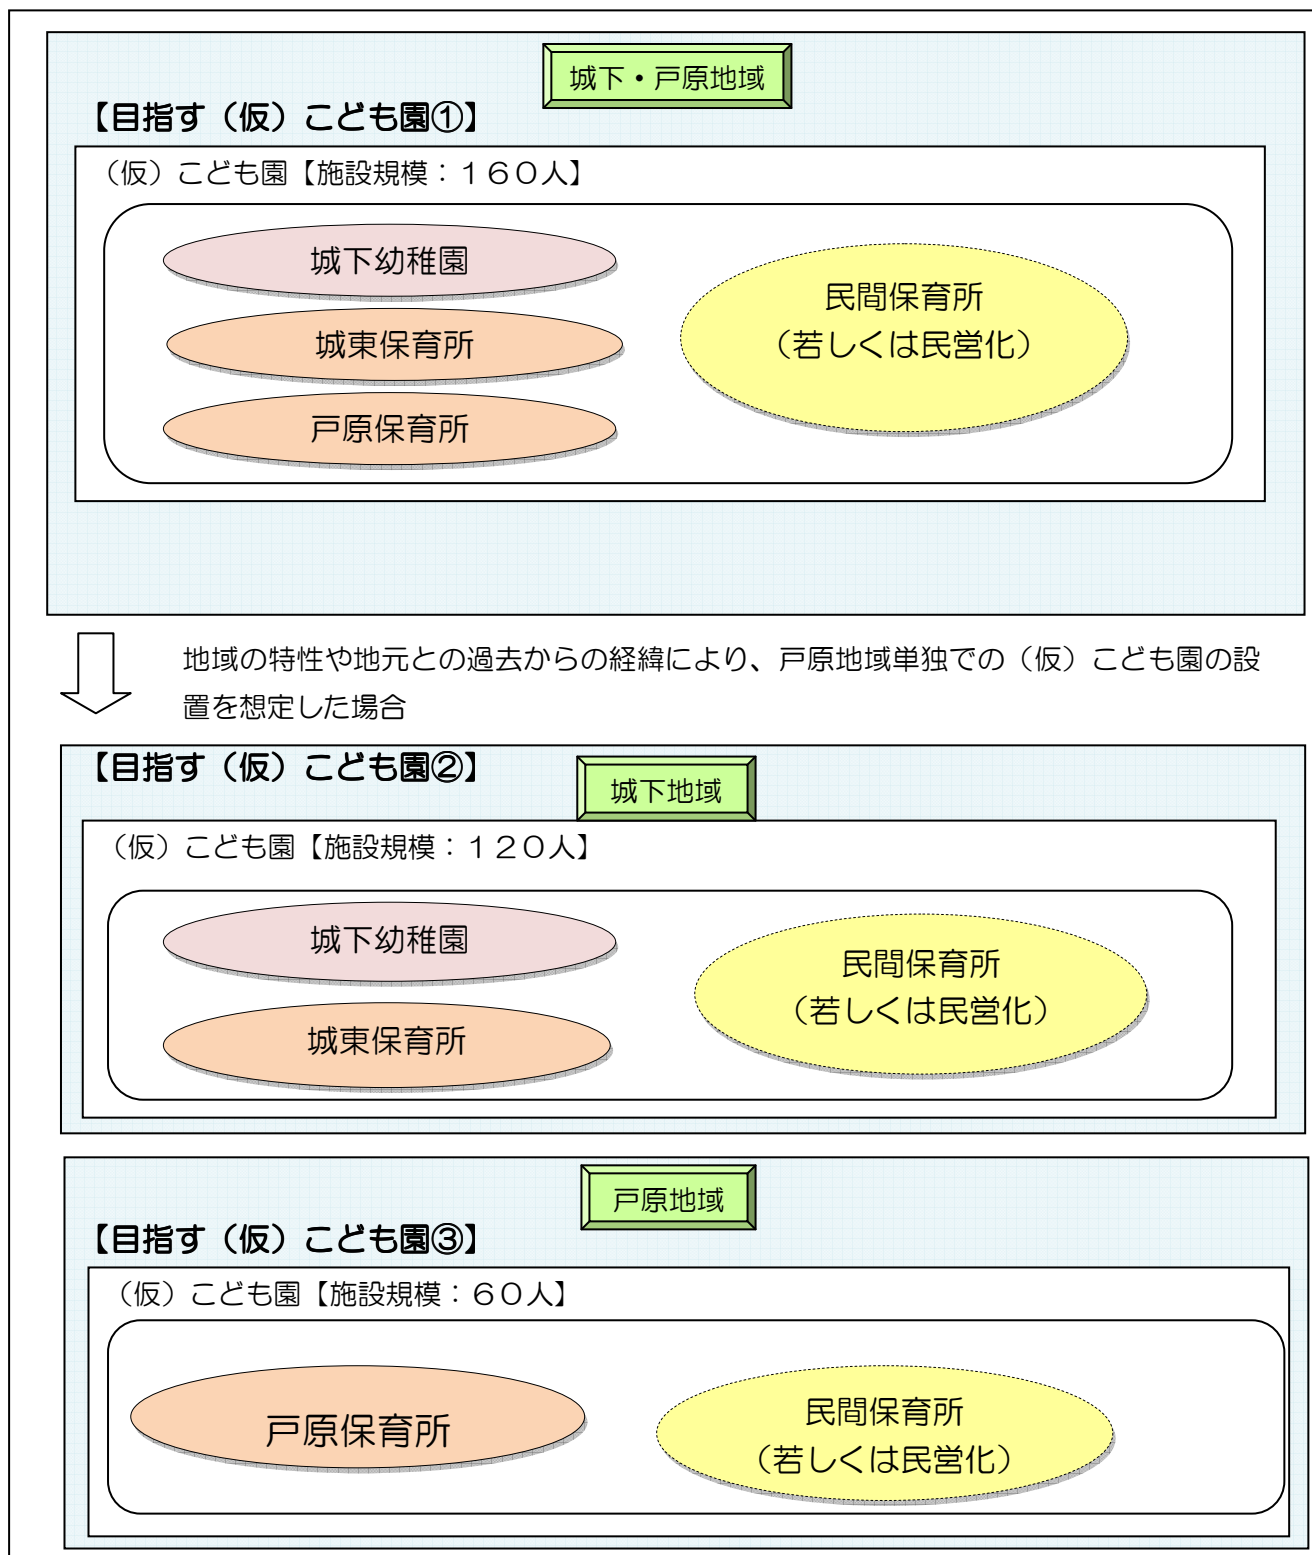 城下・戸原地域
【目指す（仮）こども園①】
（仮）こども園【施設規模：１６０人】
城下幼稚園
城東保育所
戸原保育所
民間保育所
（若しくは民営化）
地域の特性や地元との過去からの経緯により、戸原地域単独での（仮）こども園の設
置を想定した場合
【目指す（仮）こども園②】
城下地域
（仮）こども園【施設規模：１２０人】
城下幼稚園
城東保育所
民間保育所
（若しくは民営化）
戸原地域
【目指す（仮）こども園③】
（仮）こども園【施設規模：６０人】
戸原保育所
民間保育所
（若しくは民営化）